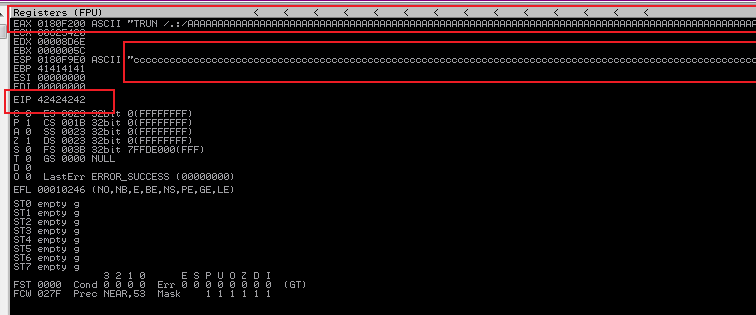 Registers (FPU) < < < < < < < < < < < < < <
EAX 0180F200 ASCII "TRUN /.:/AAAAAAAAAAAAAAAAAAAAAAAAAAAAAAAAAAAAAAAAAAAAAAAAAAAAAAAAAAAAAAAAAAAAAAAAAAAAAAAAAAAAAAA
ECX 00625428
EDX 00008D6E
EBX 0000005C
ESP 0180F9E0 ASCII "CCCCCCCCCCCCCCCCCCCCCCCCCCCCCCCCCCCCCCCCCCCCCCCCCCCCCCCCCCCCCCCCCCCCCCCCCCCCCCCCCCCCCCCCCCCCCCCCCCCCCCC
EBP 41414141
ESI 00000000
EDI 00000000
EIP 42424242
C 0 ES 0023 32bit 0(FFFFFFFF)
P 1 CS 001B 32bit 0(FFFFFFFF)
A 0 SS 0023 32bit 0(FFFFFFFF)
Z 1 DS 0023 32bit 0(FFFFFFFF)
S 0 FS 003B 32bit 7FFDE000(FFF)
T 0 GS 0000 NULL
D 0
O 0 LastErr ERROR_SUCCESS (00000000)
EFL 00010246 (NO,NB,E,BE,NS,PE,GE,LE)
ST0 empty g
ST1 empty g
ST2 empty g
ST3 empty g
ST4 empty g
ST5 empty g
ST6 empty g
ST7 empty g
3 2 1 0 E S P U O Z D I
FST 0000 Cond 0 0 0 0 Err 0 0 0 0 0 0 0 0 (GT)
FCW 027F Prec NEAR,53 Mask 1 1 1 1 1 1